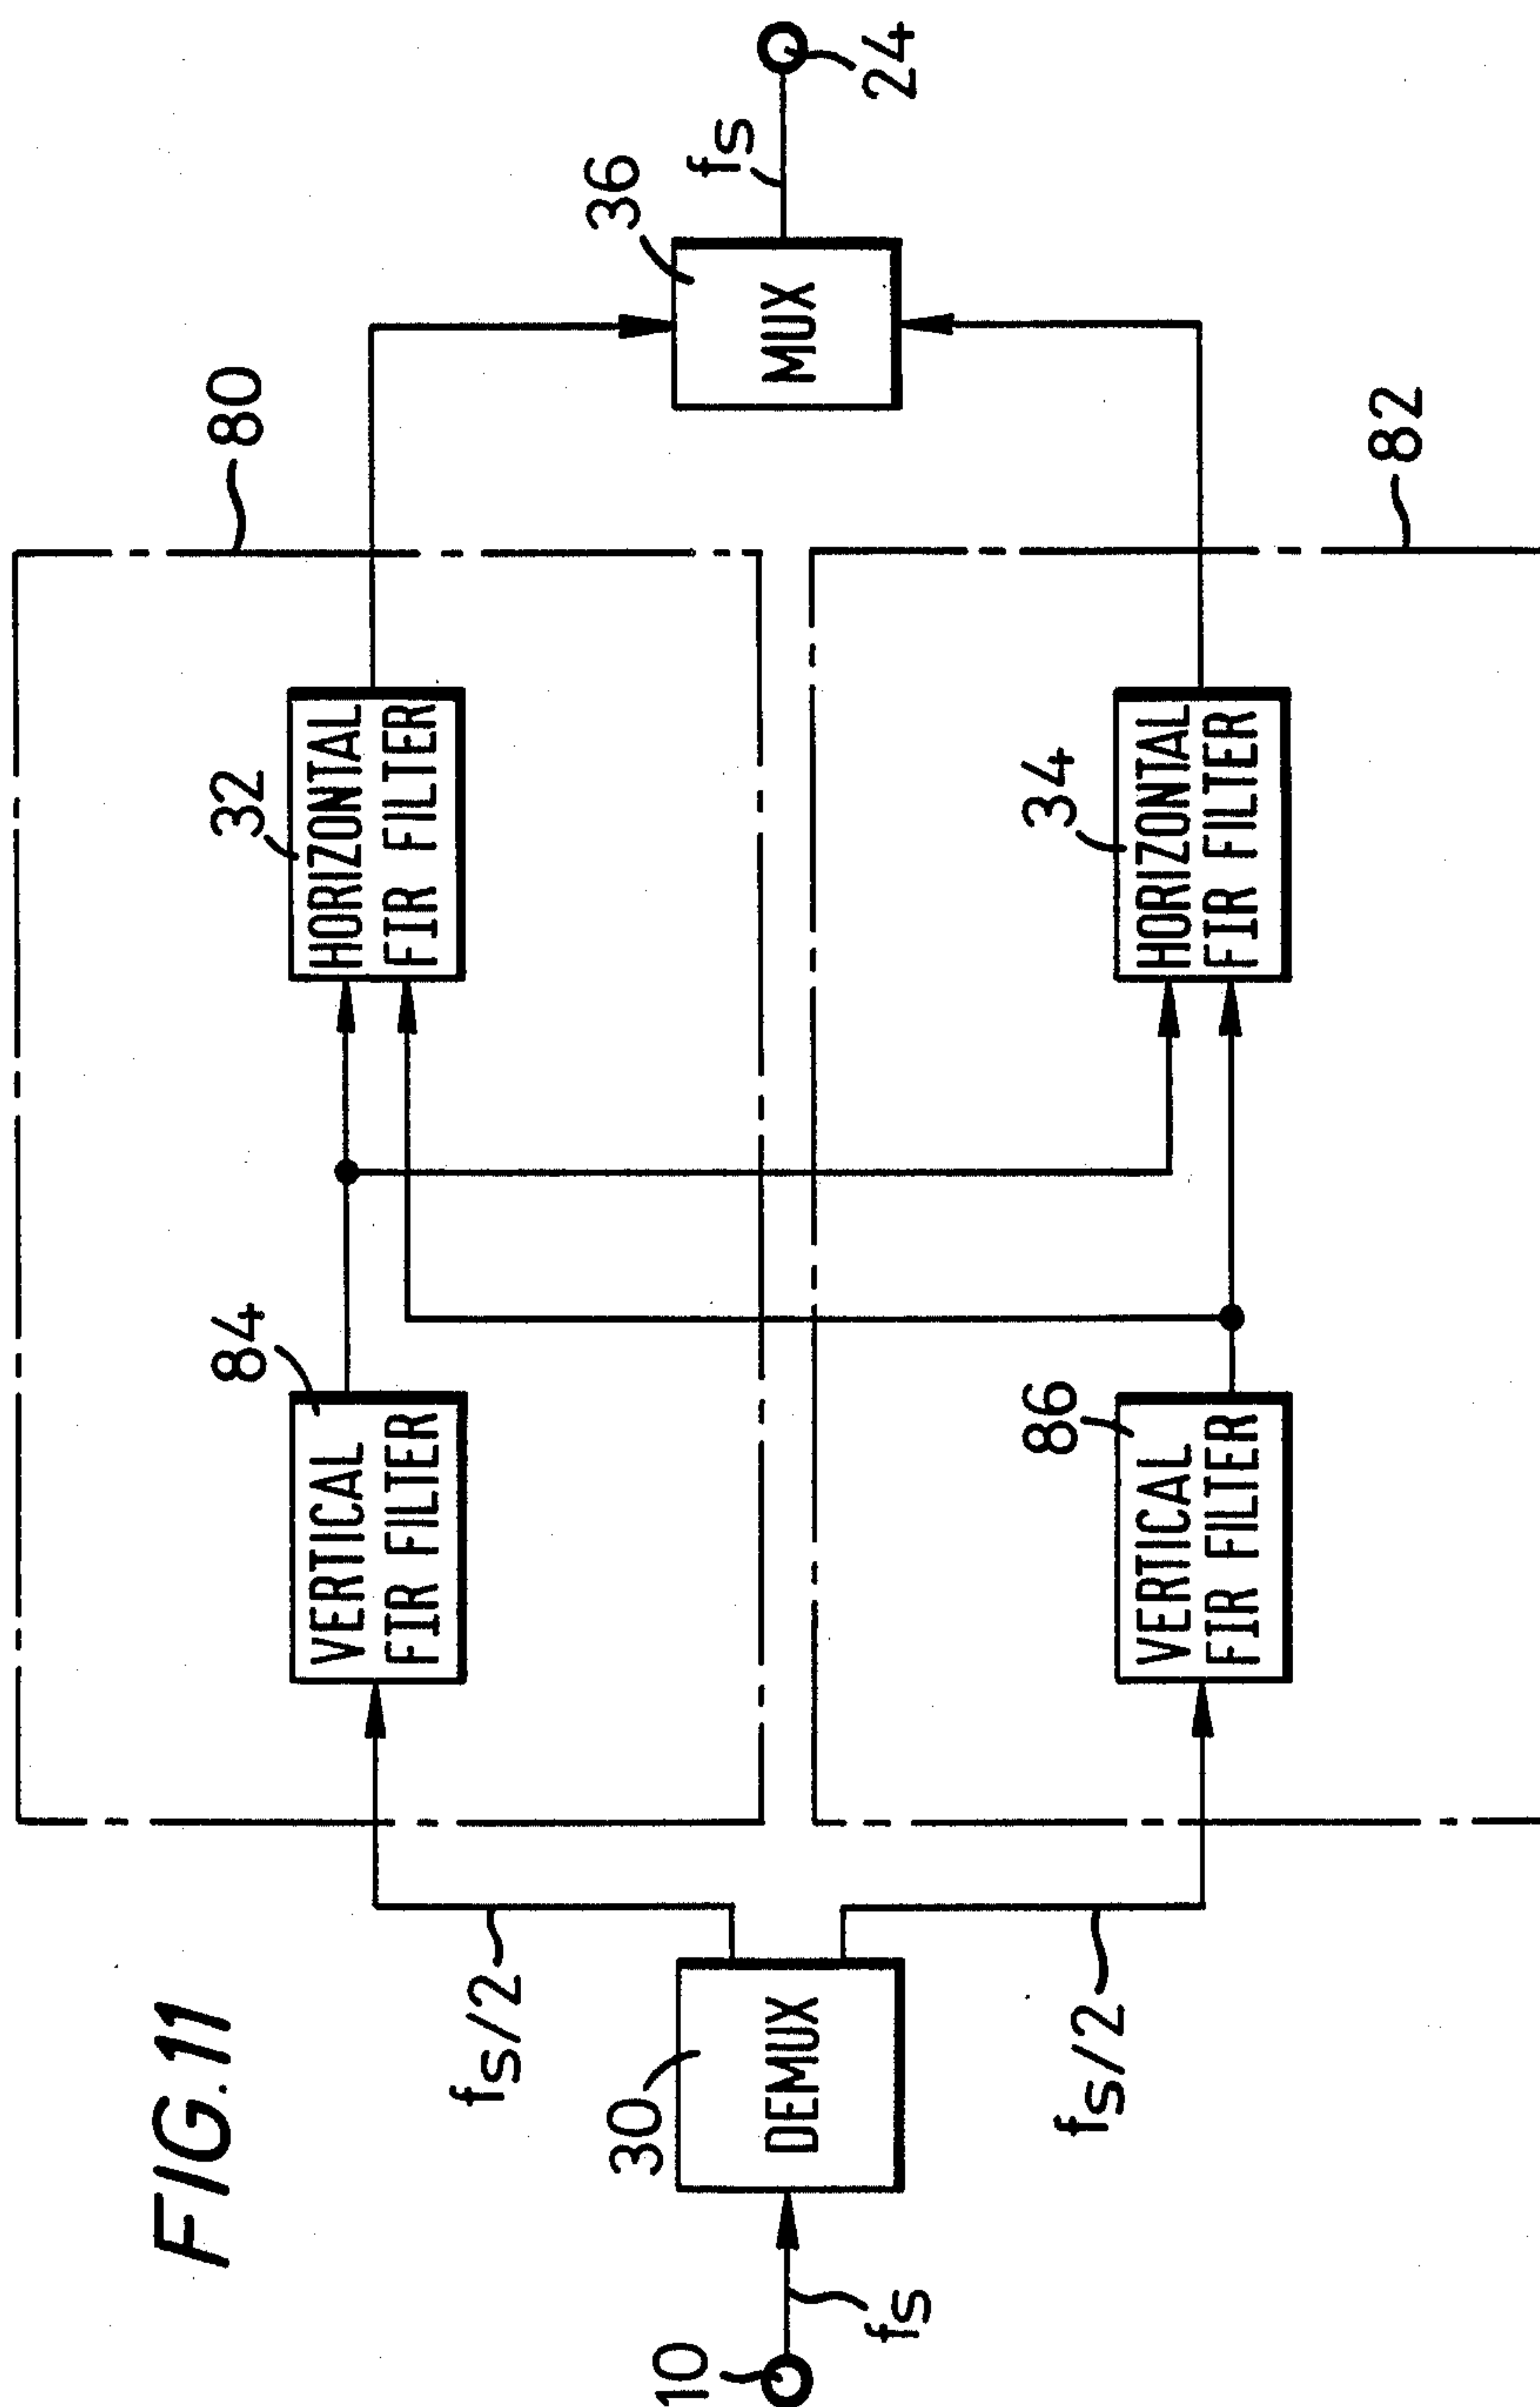 FIG.11
10
fs
30
DEMUX
fs/2
fs/2
80
84
VERTICAL
FIR FILTER
32
HORIZONTAL
FIR FILTER
82
86
VERTICAL
FIR FILTER
34
HORIZONTAL
FIR FILTER
36
MUX
fs
24